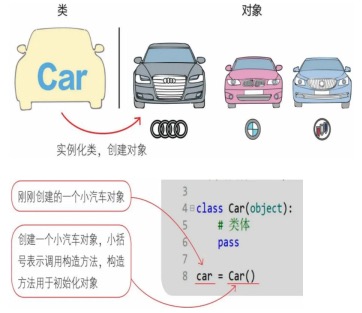 类
对象
Car
实例化类，创建对象
刚刚创建的一个小汽车对象
创建一个小汽车对象，小括
号表示调用构造方法，构造
方法用于初始化对象
3
4 class Car(object):
5 # 类体
6 pass
7
8 car = Car()